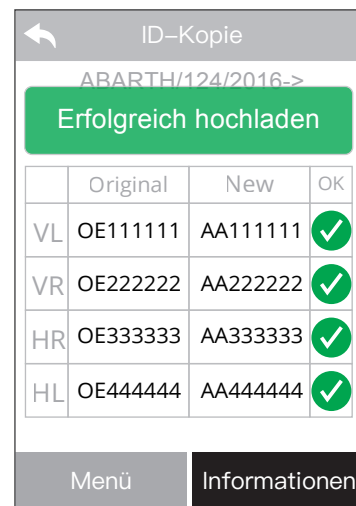 ID–Kopie
ABARTH/124/2016->
Erfolgreich hochladen
Original New OK
VL OE111111 AA111111
VR OE222222 AA222222
HR OE333333 AA333333
HL OE444444 AA444444
Menü Informationen